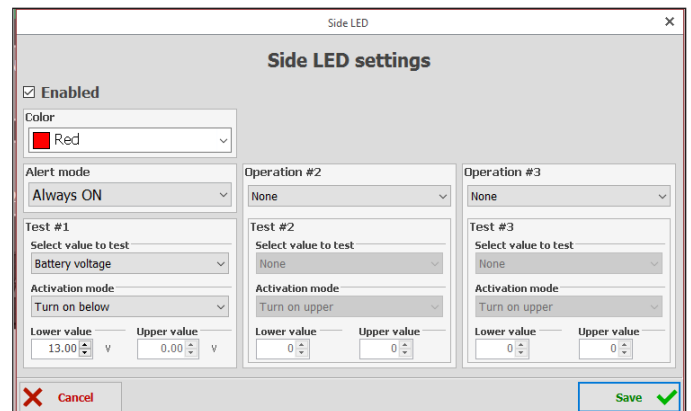 Side LED
Side LED settings
Enabled
Color
Red
Alert mode
Always ON
Operation #2
None
Operation #3
None
Test #1
Select value to test
Battery voltage
Activation mode
Turn on below
Lower value Upper value
13.00 V 0.00 V
Test #2
Select value to test
None
Activation mode
Turn on upper
Lower value Upper value
0 0
Test #3
Select value to test
None
Activation mode
Turn on upper
Lower value Upper value
0 0
Cancel
Save